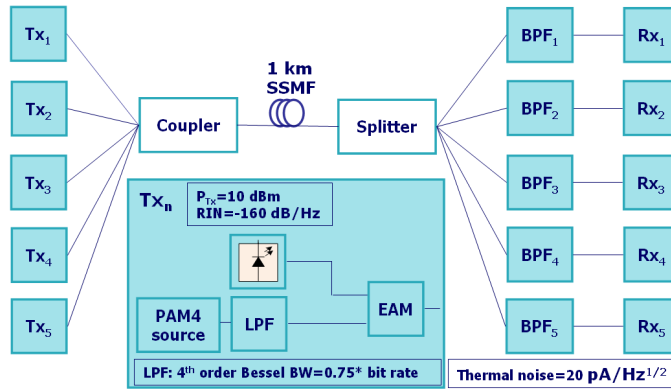 Tx1
Tx2
Tx3
Tx4
Tx5
Coupler
1 km
SSMF
Splitter
BPF1
Rx1
BPF2
Rx2
BPF3
Rx3
BPF4
Rx4
BPF5
Rx5
Txn
PTx=10 dBm
RIN=-160 dB/Hz
PAM4
source
LPF
EAM
LPF: 4th order Bessel BW=0.75* bit rate
Thermal noise=20 pA/Hz1/2